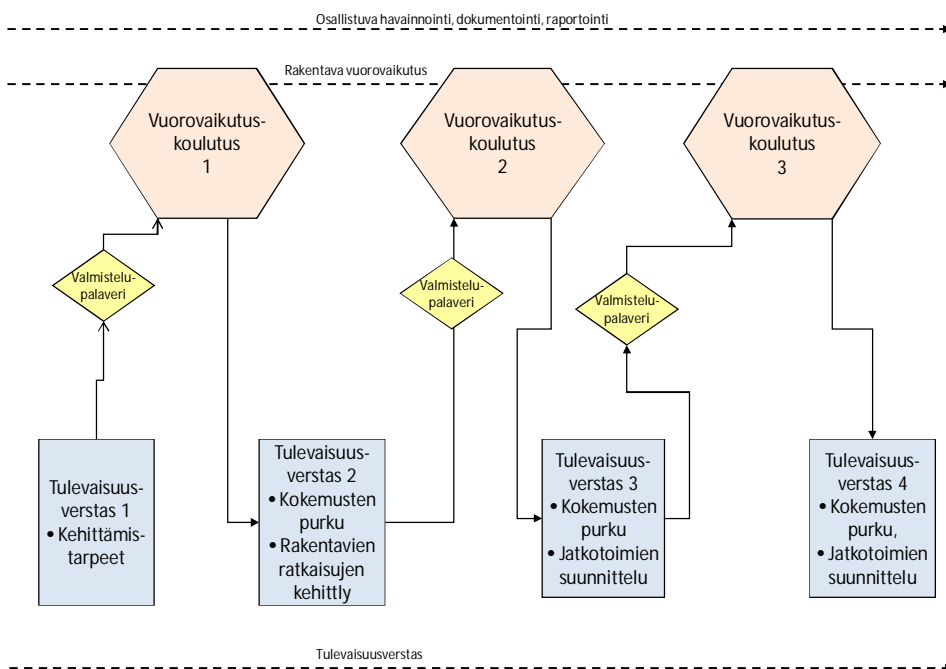 Osallistuva havainnointi, dokumentointi, raportointi
Rakentava vuorovaikutus
Vuorovaikutus-
koulutus
1
Vuorovaikutus-
koulutus
2
Vuorovaikutus-
koulutus
3
Valmistelu-
palaveri
Valmistelu-
palaveri
Valmistelu-
palaveri
Tulevaisuus-
verstas 1
• Kehittämis-
tarpeet
Tulevaisuus-
verstas 2
• Kokemusten
purku
• Rakentavien
ratkaisujen
kehittly
Tulevaisuus-
verstas 3
• Kokemusten
purku
• Jatkotoimien
suunnittelu
Tulevaisuus-
verstas 4
• Kokemusten
purku,
• Jatkotoimien
suunnittelu
Tulevaisuusverstas